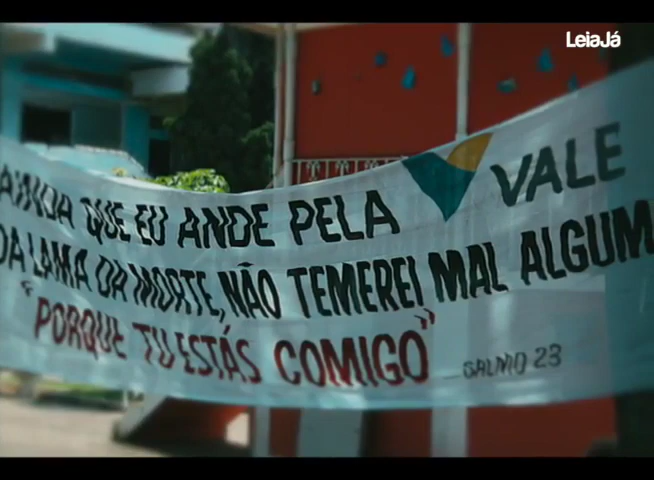 LeiaJá
AINDA QUE EU ANDE PELA VALE
DA LAMA DA MORTE, NÃO TEMEREI MAL ALGUM
"PORQUE TU ESTÁS COMIGO"
SALMO 23